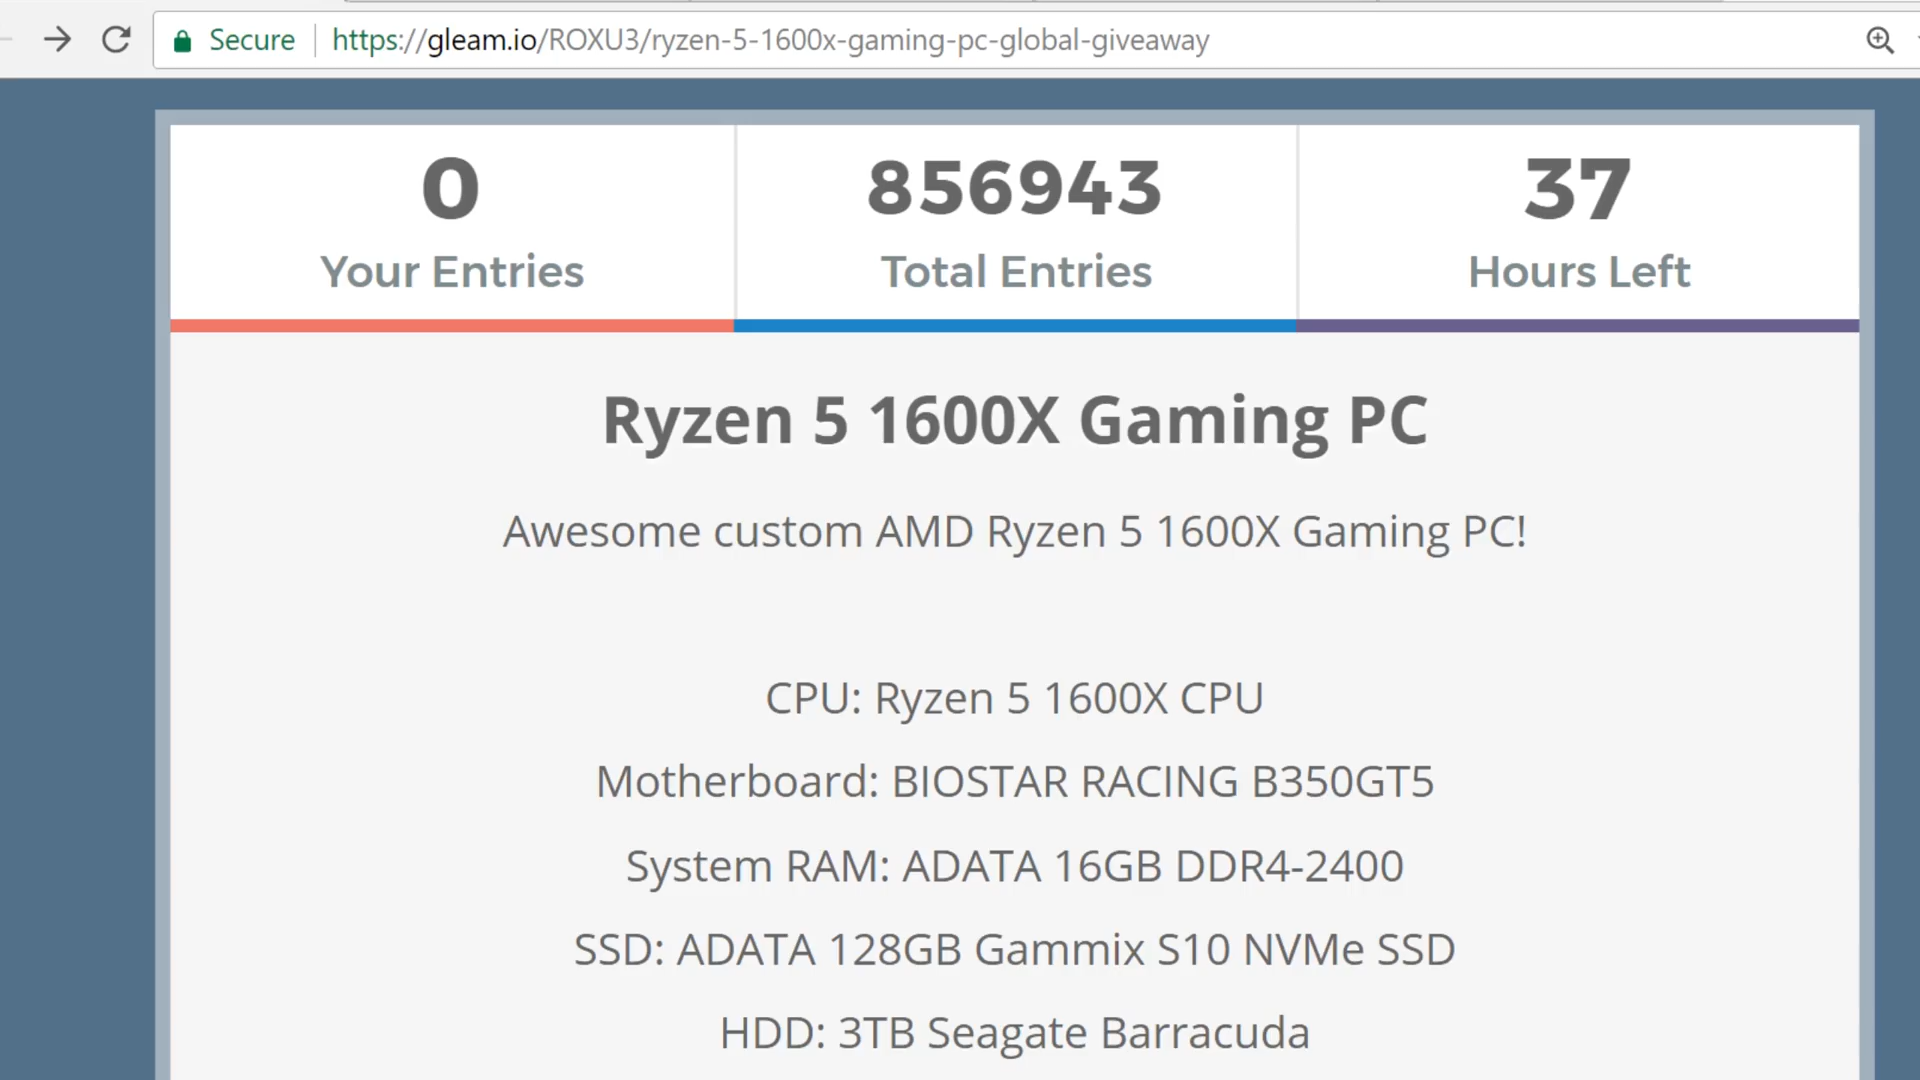 Secure https://gleam.io/ROXU3/ryzen-5-1600x-gaming-pc-global-giveaway
0 856943 37
Your Entries Total Entries Hours Left
Ryzen 5 1600X Gaming PC
Awesome custom AMD Ryzen 5 1600X Gaming PC!
CPU: Ryzen 5 1600X CPU
Motherboard: BIOSTAR RACING B350GT5
System RAM: ADATA 16GB DDR4-2400
SSD: ADATA 128GB Gammix S10 NVMe SSD
HDD: 3TB Seagate Barracuda